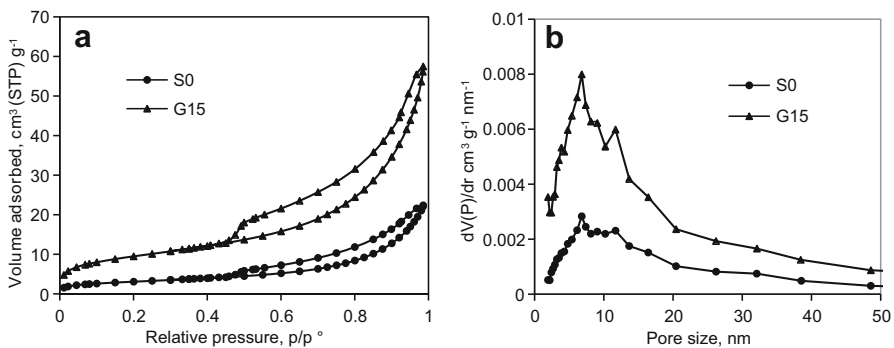 a
Volume adsorbed, cm³ (STP) g⁻¹
70
60
50
40
30
20
10
0
S0
G15
0 0.2 0.4 0.6 0.8 1
Relative pressure, p/p °
b
dV(P)/dr cm³ g⁻¹ nm⁻¹
0.01
0.008
0.006
0.004
0.002
0
S0
G15
0 10 20 30 40 50
Pore size, nm